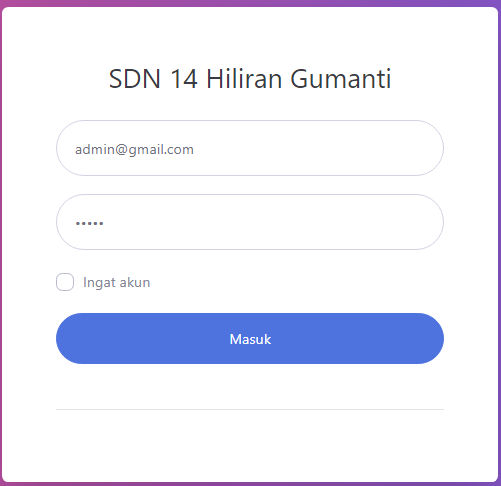 SDN 14 Hiliran Gumanti
admin@gmail.com
•••••
Ingat akun
Masuk